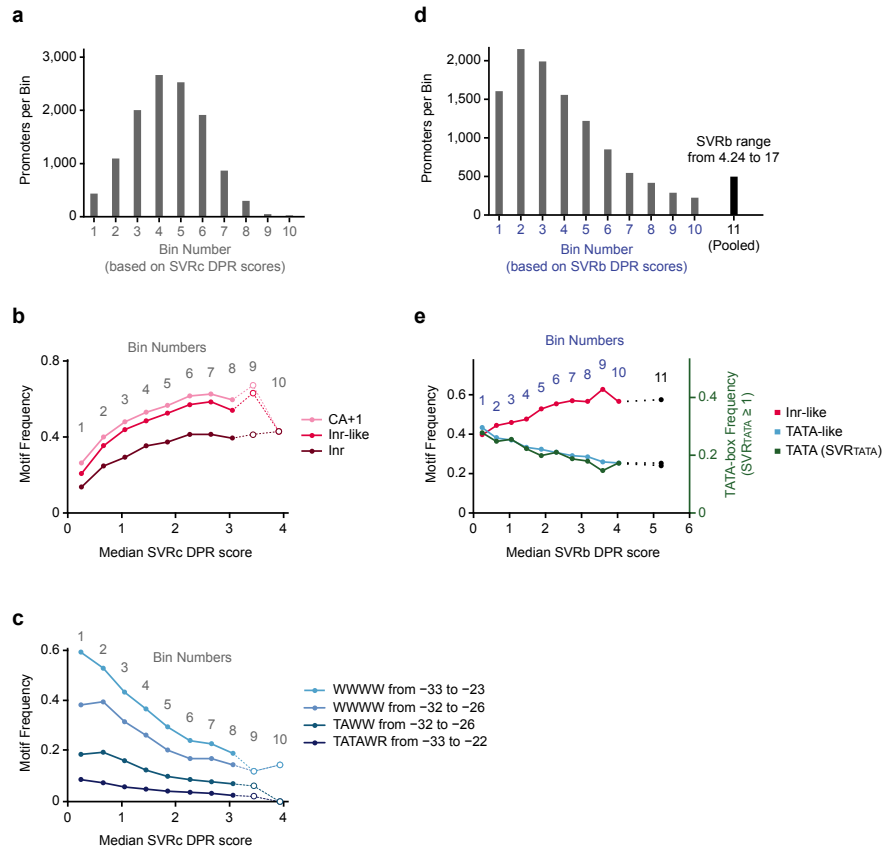 a
3,000
2,000
1,000
0
Promoters per Bin
1 2 3 4 5 6 7 8 9 10
Bin Number
(based on SVRc DPR scores)
d
2,000
1,500
1,000
500
0
Promoters per Bin
SVRb range
from 4.24 to 17
1 2 3 4 5 6 7 8 9 10 11
(Pooled)
Bin Number
(based on SVRb DPR scores)
b
Bin Numbers
0.8
0.4
0
Motif Frequency
1 2 3 4 5 6 7 8 9 10
CA+1
Inr-like
Inr
0 1 2 3 4
Median SVRc DPR score
e
Bin Numbers
0.6
0.4
0.2
0
Motif Frequency
1 2 3 4 5 6 7 8 9 10 11
0.4
0.2
0
TATA-box Frequency
(SVRTATA ≥ 1)
Inr-like
TATA-like
TATA (SVRTATA)
0 1 2 3 4 5 6
Median SVRb DPR score
c
Bin Numbers
0.6
0.4
0.2
0
Motif Frequency
1 2 3 4 5 6 7 8 9 10
WWWW from −33 to −23
WWWW from −32 to −26
TAWW from −32 to −26
TATAWR from −33 to −22
0 1 2 3 4
Median SVRc DPR score